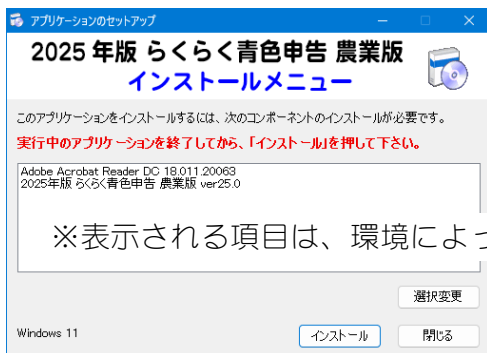 アプリケーションのセットアップ
2025 年版 らくらく青色申告 農業版
インストールメニュー
このアプリケーションをインストールするには、次のコンポーネントのインストールが必要です。
実行中のアプリケーションを終了してから、「インストール」を押して下さい。
Adobe Acrobat Reader DC 18.011.20063
2025年版 らくらく青色申告 農業版 ver25.0
※表示される項目は、環境によっ
選択変更
Windows 11
インストール
閉じる